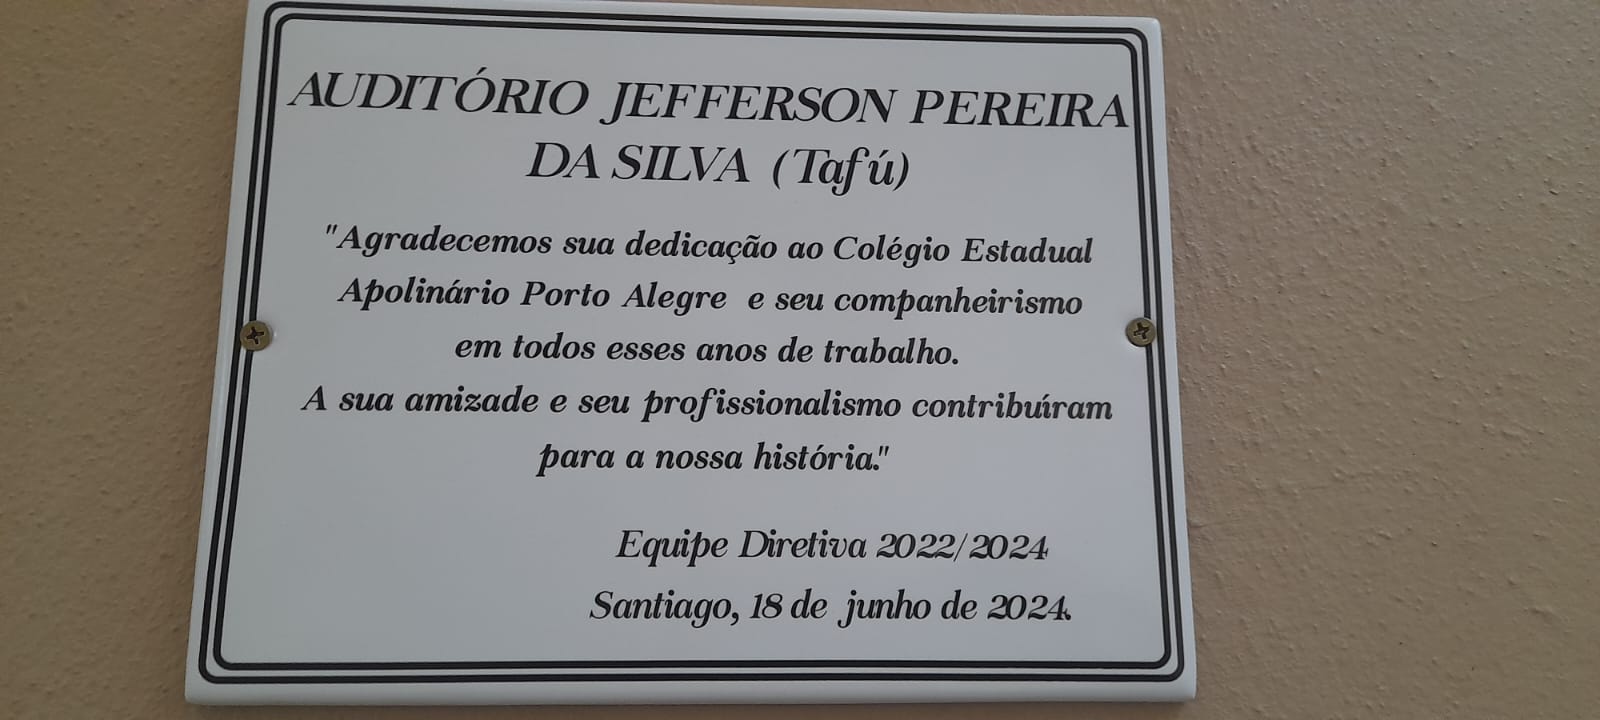 AUDITÓRIO JEFFERSON PEREIRA
DA SILVA (Tafú)
"Agradecemos sua dedicação ao Colégio Estadual
Apolinário Porto Alegre e seu companheirismo
em todos esses anos de trabalho.
A sua amizade e seu profissionalismo contribuíram
para a nossa história."
Equipe Diretiva 2022/2024
Santiago, 18 de junho de 2024.